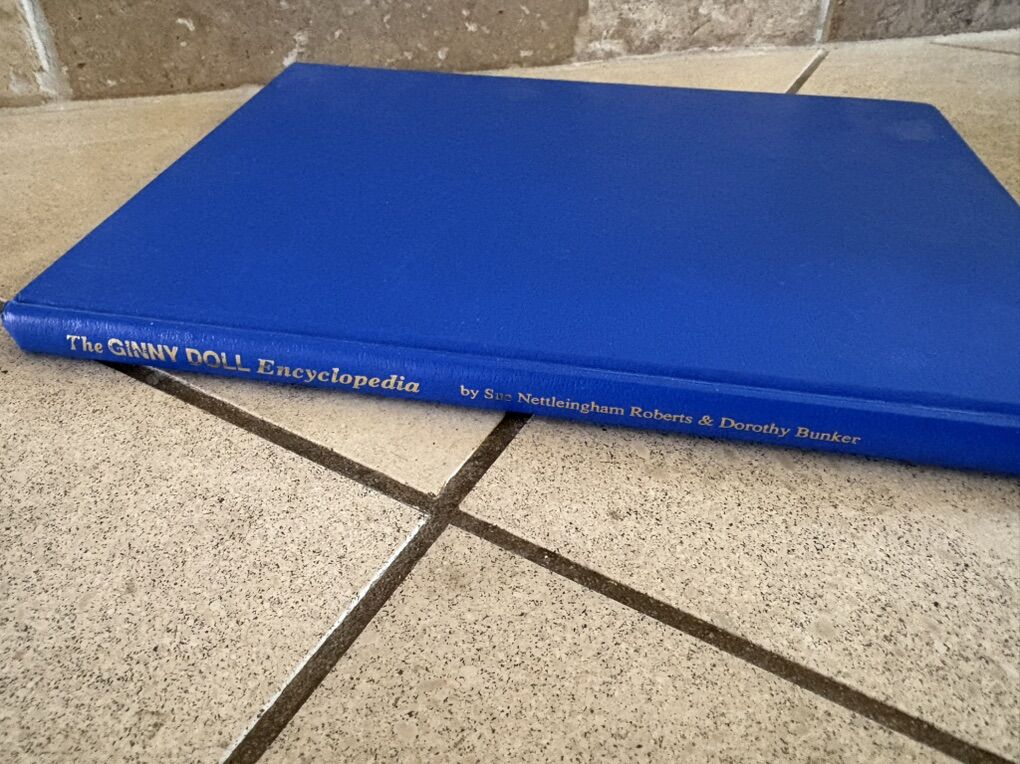 The GINNY DOLL Encyclopedia by Sue Nettleingham Roberts & Dorothy Bunker